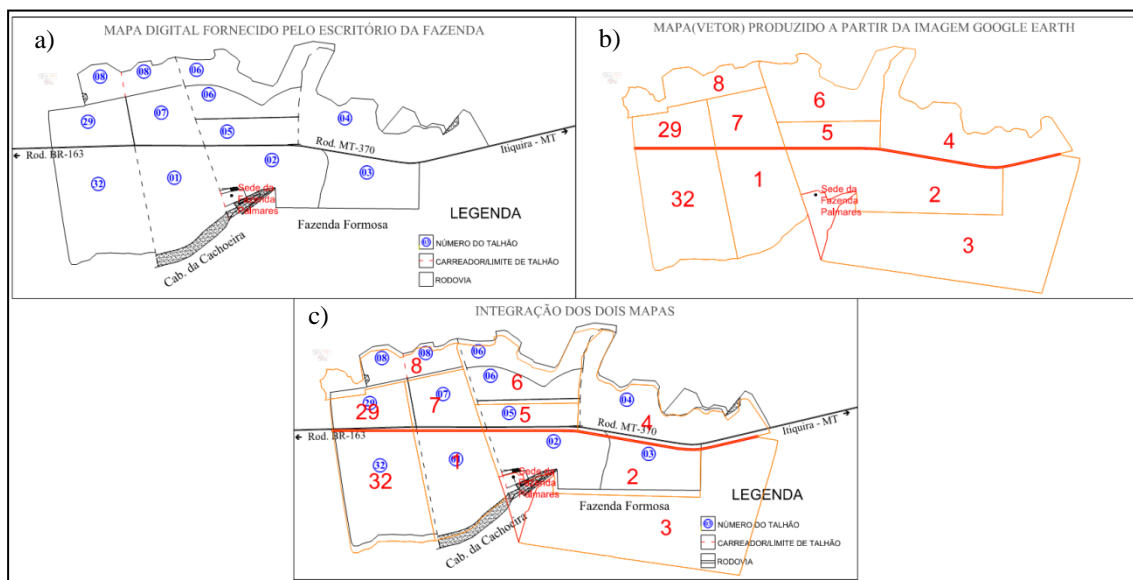 a)
MAPA DIGITAL FORNECIDO PELO ESCRITÓRIO DA FAZENDA
08
08
06
06
07
29
05
04
Rod. MT-370
Itiquira - MT
Rod. BR-163
02
32
01
03
Sede da
Fazenda
Palmares
Fazenda Formosa
Cab. da Cachoeira
LEGENDA
03 NÚMERO DO TALHÃO
CARREADOR/LIMITE DE TALHÃO
RODOVIA
b)
MAPA(VETOR) PRODUZIDO A PARTIR DA IMAGEM GOOGLE EARTH
8
6
29
7
5
4
1
32
2
Sede da
Fazenda
Palmares
3
c)
INTEGRAÇÃO DOS DOIS MAPAS
08
08
06
8
06
6
07
29
29
7
05
5
04
4
Rod. MT-370
Itiquira - MT
Rod. BR-163
02
32
32
01
1
03
2
Sede da
Fazenda
Palmares
Fazenda Formosa
3
Cab. da Cachoeira
LEGENDA
03 NÚMERO DO TALHÃO
CARREADOR/LIMITE DE TALHÃO
RODOVIA